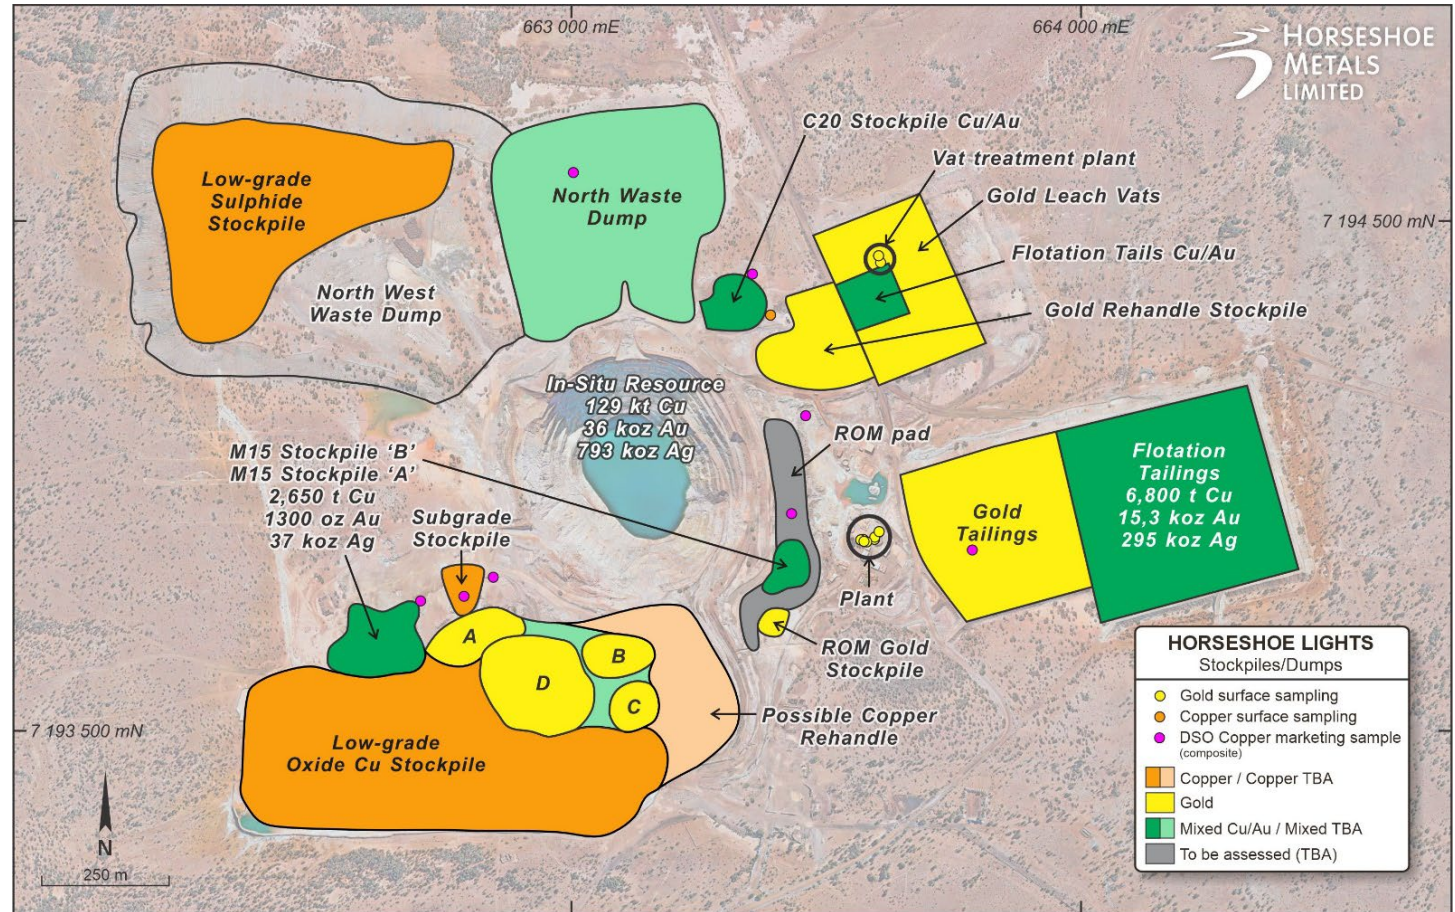 663 000 mE
664 000 mE
HORSESHOE
METALS
LIMITED
C20 Stockpile Cu/Au
Vat treatment plant
Gold Leach Vats
7 194 500 mN
Low-grade
Sulphide
Stockpile
North Waste
Dump
Flotation Tails Cu/Au
North West
Waste Dump
Gold Rehandle Stockpile
In-Situ Resource
129 kt Cu
36 koz Au
793 koz Ag
ROM pad
M15 Stockpile ‘B’
M15 Stockpile ‘A’
2,650 t Cu
1300 oz Au
37 koz Ag
Subgrade
Stockpile
Gold
Tailings
Flotation
Tailings
6,800 t Cu
15,3 koz Au
295 koz Ag
Plant
ROM Gold
Stockpile
A
B
C
D
Possible Copper
Rehandle
7 193 500 mN
Low-grade
Oxide Cu Stockpile
N
250 m
HORSESHOE LIGHTS
Stockpiles/Dumps
Gold surface sampling
Copper surface sampling
DSO Copper marketing sample
(composite)
Copper / Copper TBA
Gold
Mixed Cu/Au / Mixed TBA
To be assessed (TBA)